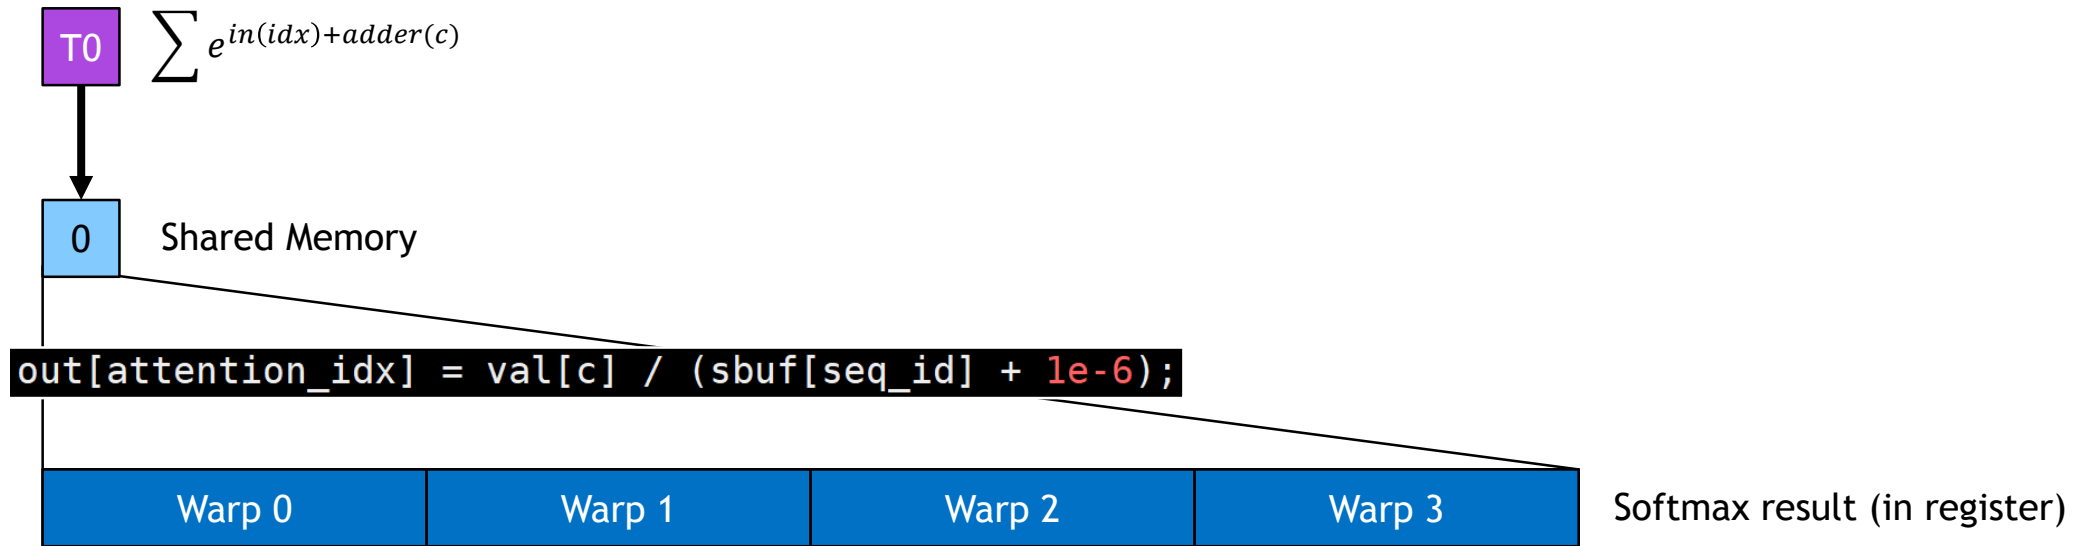 T0
∑ e^{in(idx)+adder(c)}
0
Shared Memory
out[attention_idx] = val[c] / (sbuf[seq_id] + 1e-6);
Warp 0
Warp 1
Warp 2
Warp 3
Softmax result (in register)